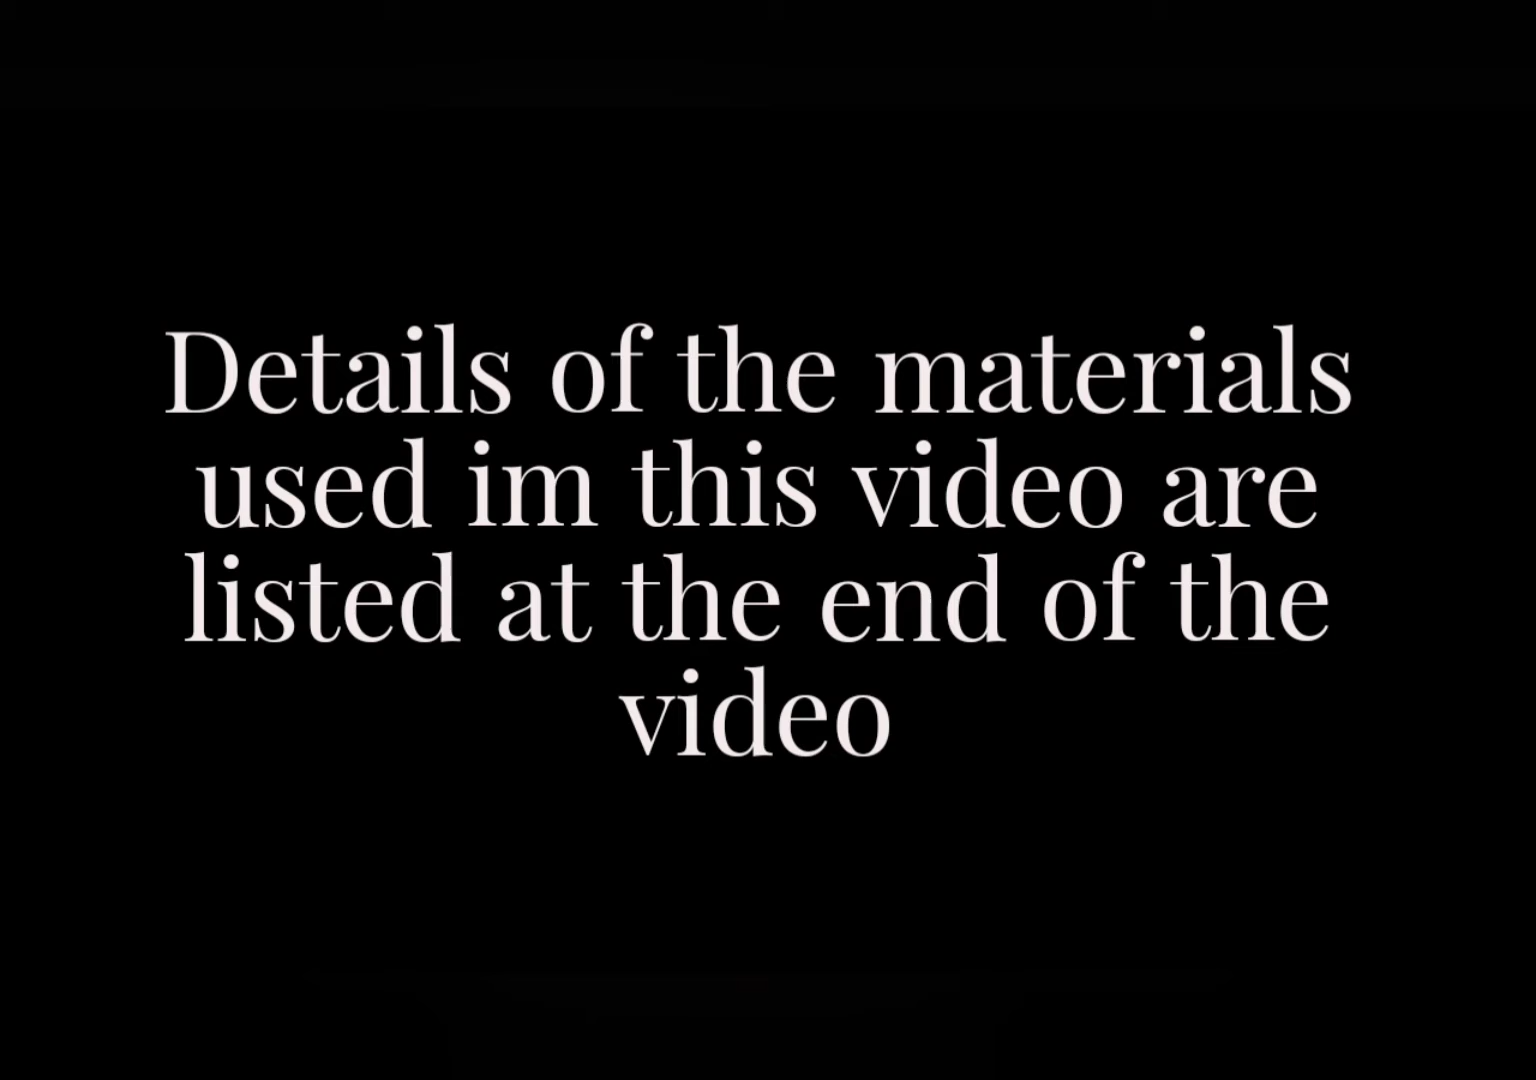 Details of the materials
used im this video are
listed at the end of the
video